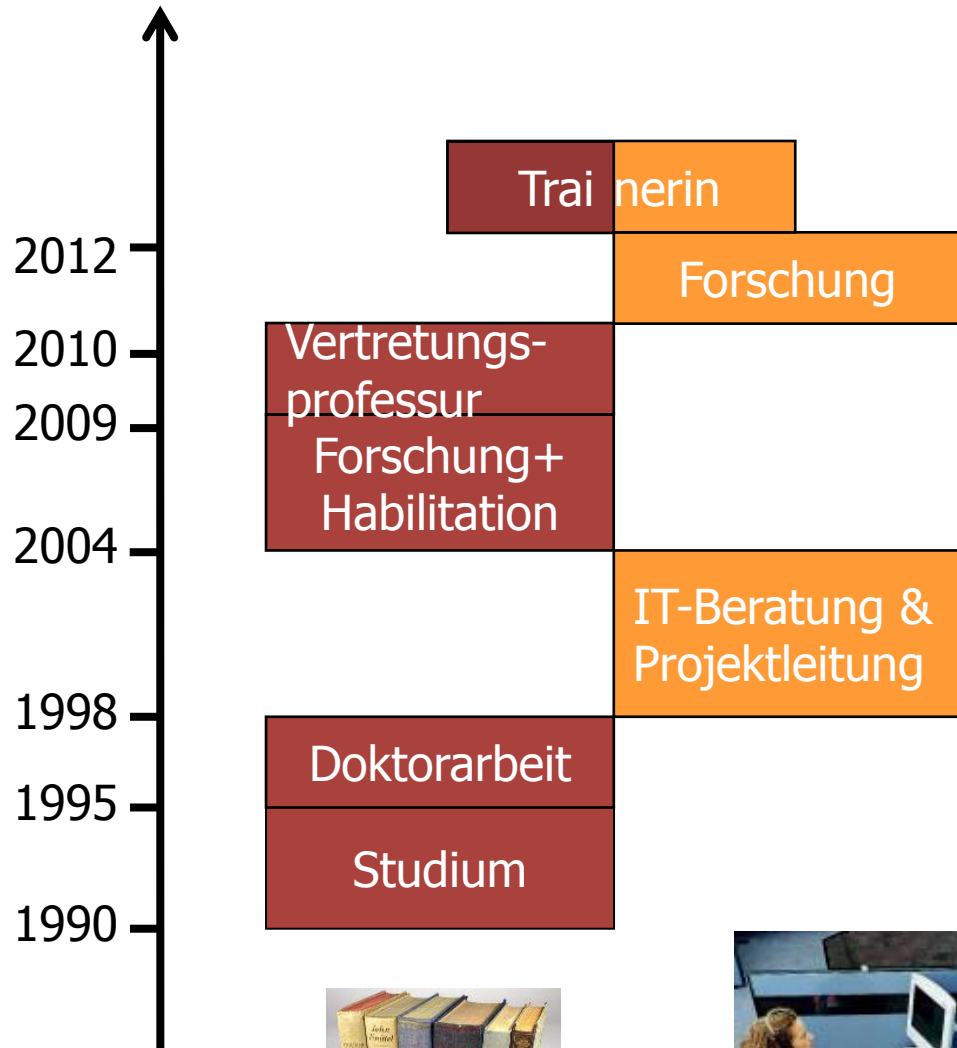 Trai nerin
2012
Forschung
2010
Vertretungs-
professur
2009
Forschung+
Habilitation
2004
IT-Beratung &
Projektleitung
1998
Doktorarbeit
1995
Studium
1990